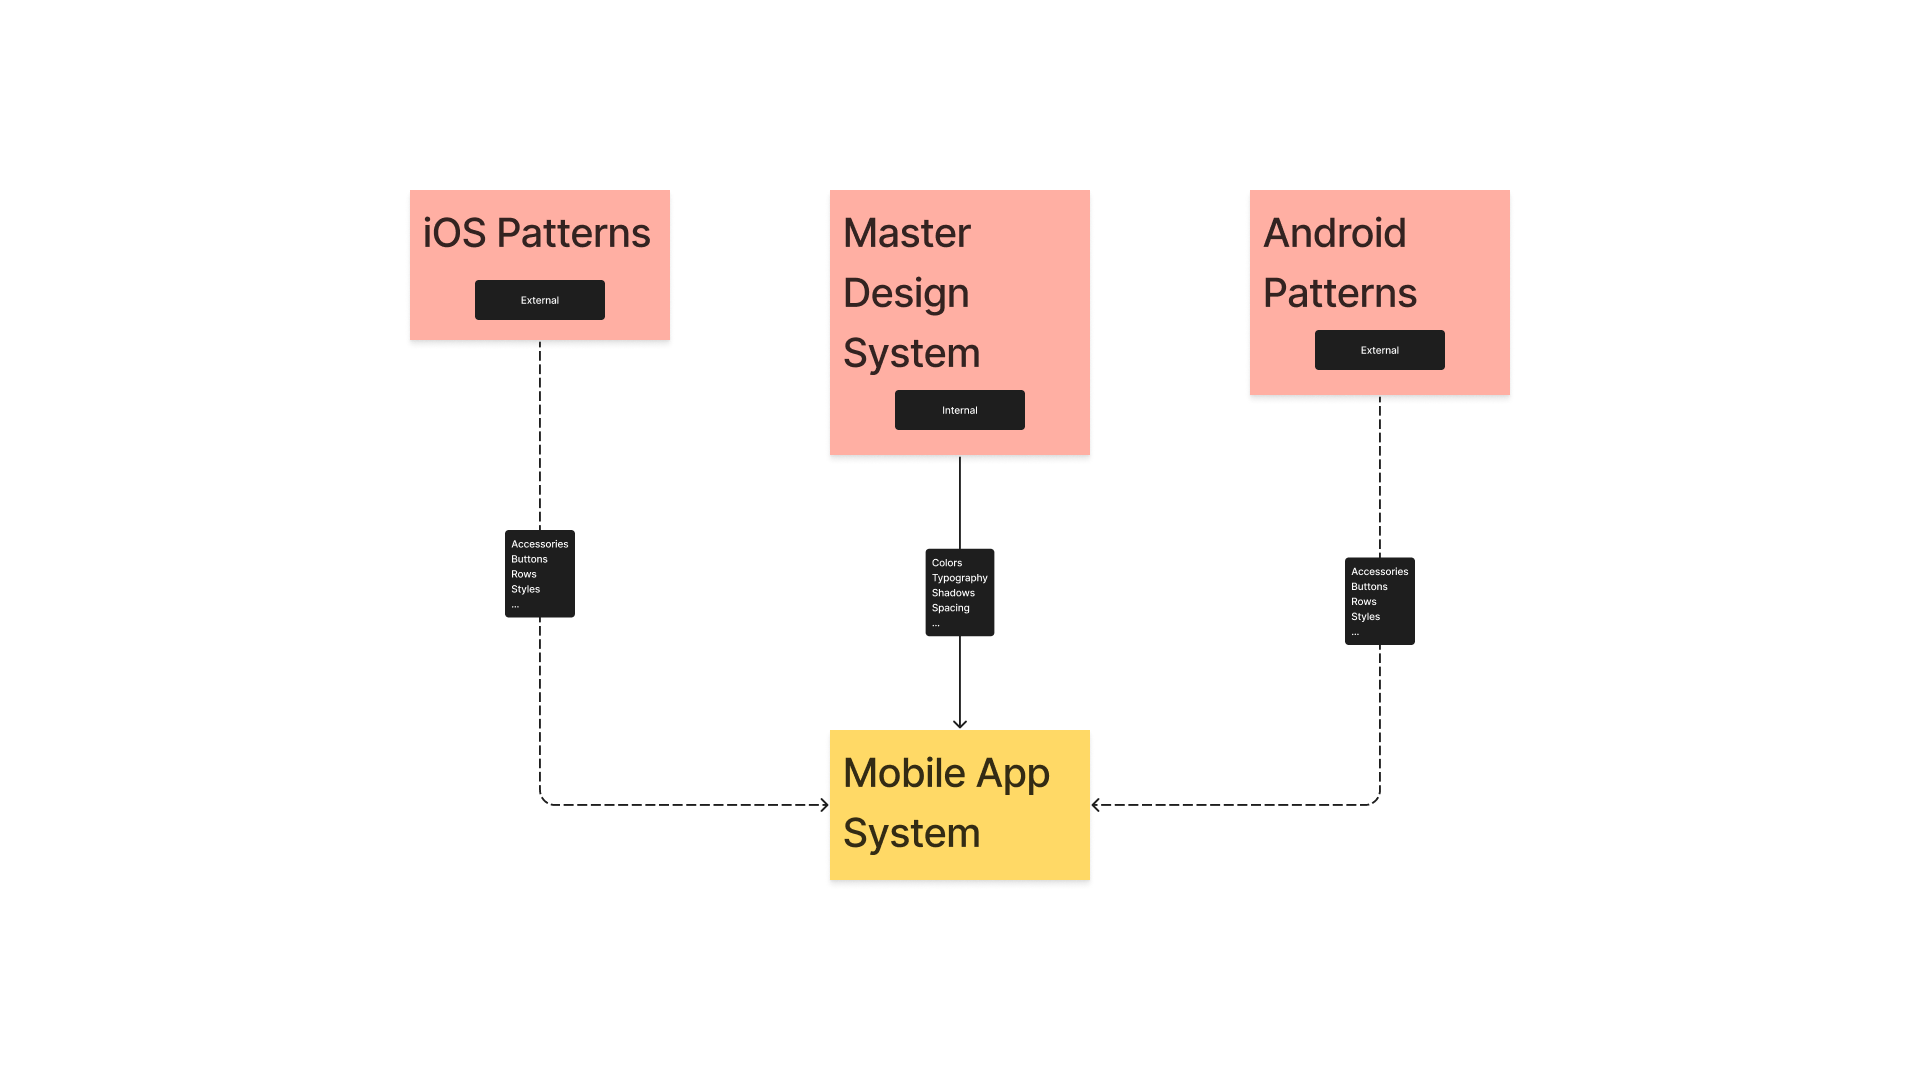 iOS Patterns
External
Master
Design
System
Internal
Android
Patterns
External
Accessories
Buttons
Rows
Styles
...
Colors
Typography
Shadows
Spacing
...
Accessories
Buttons
Rows
Styles
...
Mobile App
System